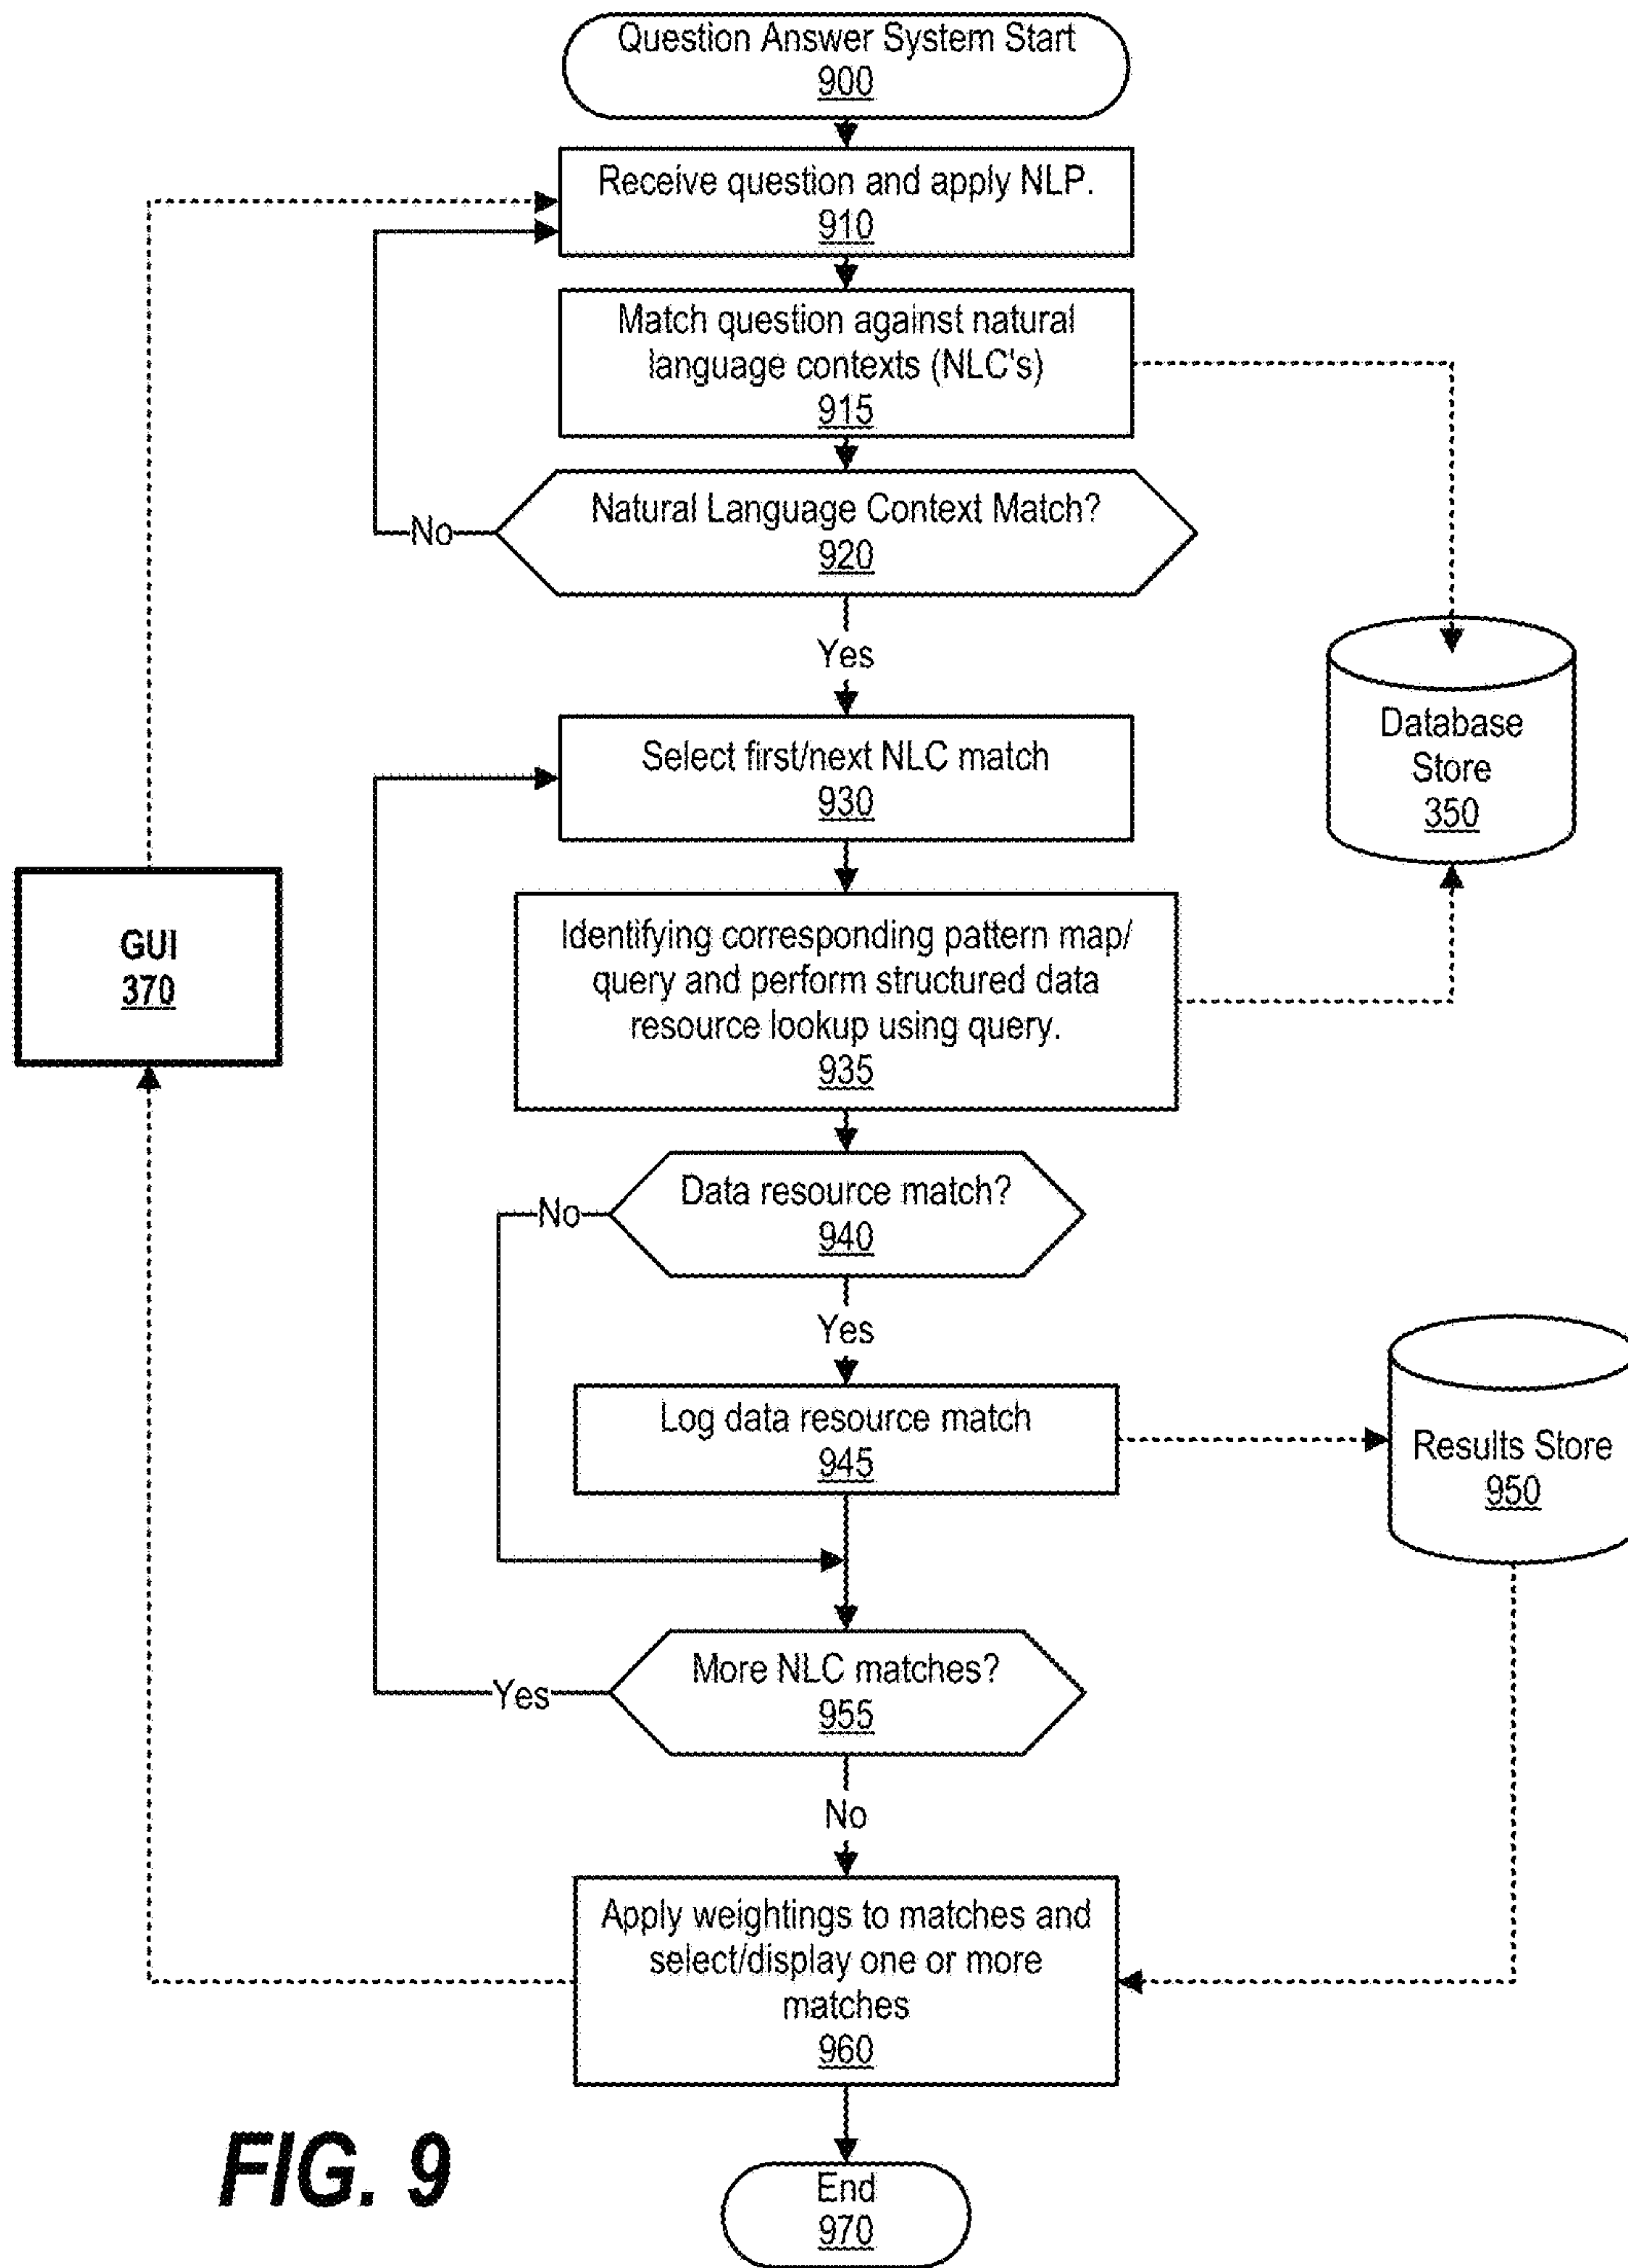 Question Answer System Start
900
Receive question and apply NLP.
910
Match question against natural
language contexts (NLC's)
915
Natural Language Context Match?
920
No
Yes
Database
Store
350
Select first/next NLC match
930
GUI
370
Identifying corresponding pattern map/
query and perform structured data
resource lookup using query.
935
Data resource match?
940
No
Yes
Log data resource match
945
Results Store
950
More NLC matches?
955
Yes
No
Apply weightings to matches and
select/display one or more
matches
960
FIG. 9
End
970